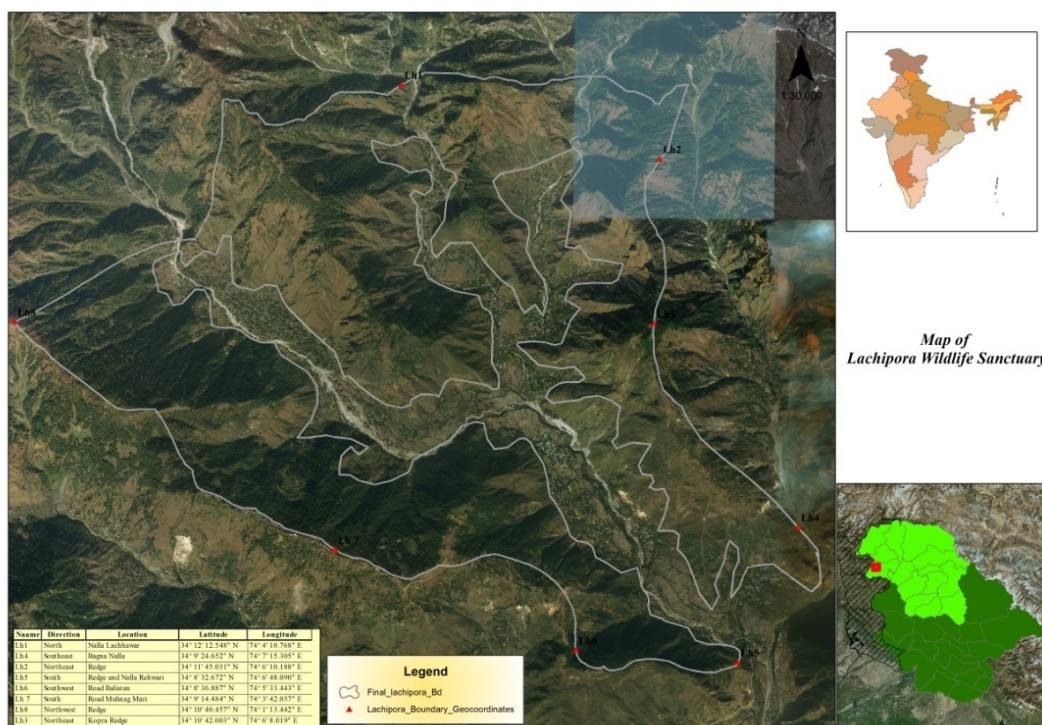 N
1:30 000
Lh1
Lh2
Lh8
Lh3
Lh4
Lh 7
Lh6
Lh5
Map of
Lachipora Wildlife Sanctuary
Naame Direction Location Latitude Longitude
Lh1 North Nalla Lachhawar 34° 12' 12.548" N 74° 4' 10.768" E
Lh4 Southeast Bagna Nalla 34° 9' 24.652" N 74° 7' 15.305" E
Lh2 Northeast Redge 34° 11' 45.031" N 74° 6' 10.188" E
Lh5 South Redge and Nalla Rehwari 34° 8' 32.672" N 74° 6' 48.090" E
Lh6 Southwest Road Balistan 34° 8' 36.887" N 74° 5' 33.443" E
Lh 7 South Road Mulinag Mari 34° 9' 14.484" N 74° 3' 42.037" E
Lh8 Northwest Redge 34° 10' 40.457" N 74° 1' 13.442" E
Lh3 Northeast Kopra Redge 34° 10' 42.003" N 74° 6' 8.019" E
Legend
Final_lachipora_Bd
Lachipora_Boundary_Geocoordinates